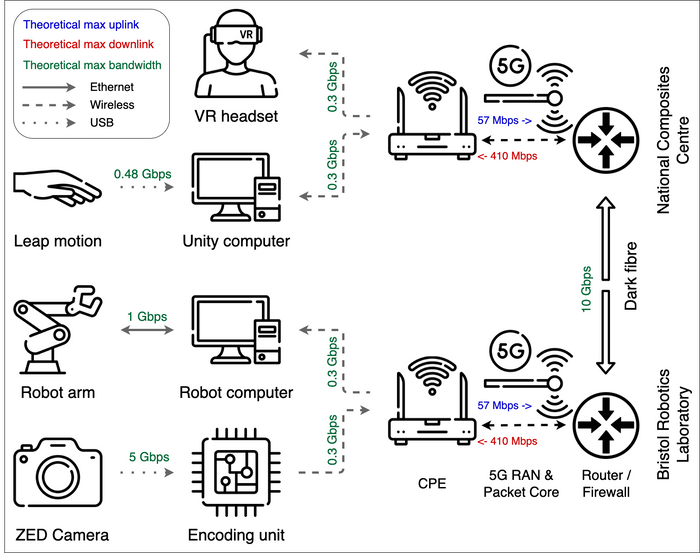 Theoretical max uplink
Theoretical max downlink
Theoretical max bandwidth
Ethernet
Wireless
USB
VR
VR headset
0.3 Gbps
5G
57 Mbps ->
<- 410 Mbps
National Composites
Centre
0.48 Gbps
0.3 Gbps
Leap motion
Unity computer
10 Gbps
Dark fibre
1 Gbps
0.3 Gbps
Robot arm
Robot computer
5G
57 Mbps ->
<- 410 Mbps
Bristol Robotics
Laboratory
5 Gbps
0.3 Gbps
ZED Camera
Encoding unit
CPE
5G RAN &
Packet Core
Router /
Firewall